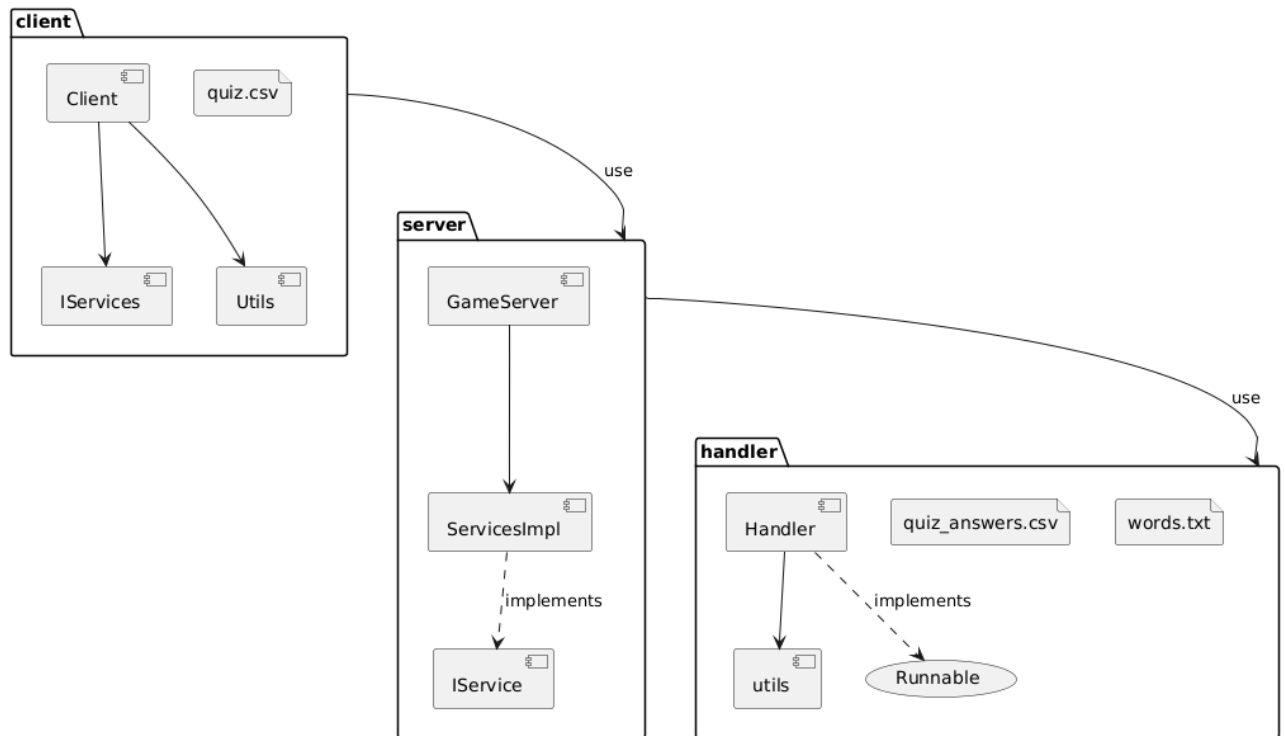 client
Client
quiz.csv
IServices
Utils
use
server
GameServer
ServicesImpl
implements
IService
use
handler
Handler
quiz_answers.csv
words.txt
implements
utils
Runnable